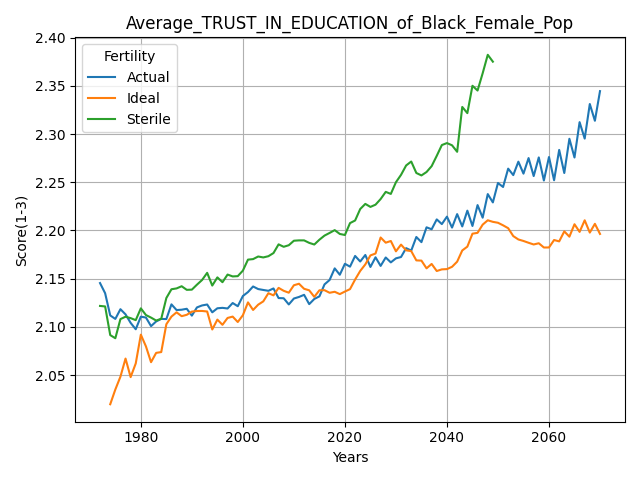 Average_TRUST_IN_EDUCATION_of_Black_Female_Pop
Fertility
Actual
Ideal
Sterile
2.40
2.35
2.30
2.25
2.20
2.15
2.10
2.05
Score(1-3)
1980
2000
2020
2040
2060
Years